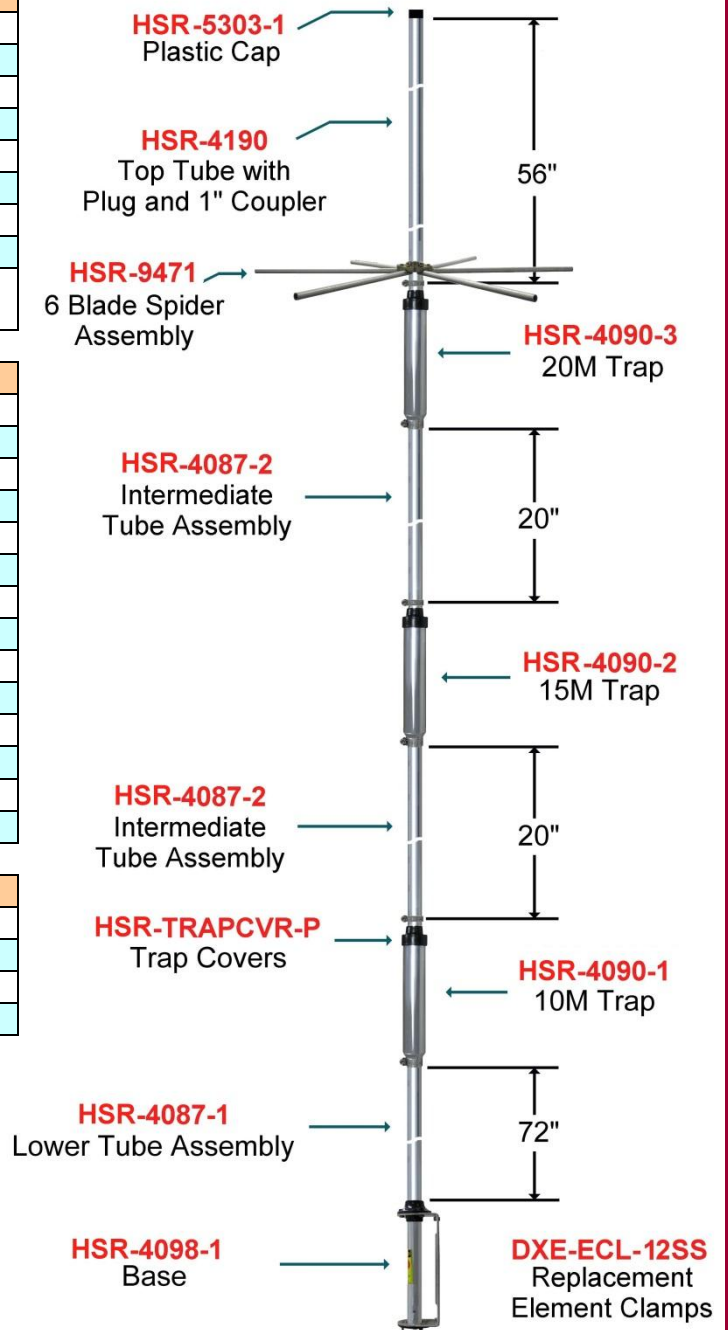 HSR-5303-1
Plastic Cap
HSR-4190
Top Tube with
Plug and 1" Coupler
56"
HSR-9471
6 Blade Spider
Assembly
HSR-4090-3
20M Trap
HSR-4087-2
Intermediate
Tube Assembly
20"
HSR-4090-2
15M Trap
HSR-4087-2
Intermediate
Tube Assembly
20"
HSR-TRAPCVR-P
Trap Covers
HSR-4090-1
10M Trap
HSR-4087-1
Lower Tube Assembly
72"
HSR-4098-1
Base
DXE-ECL-12SS
Replacement
Element Clamps